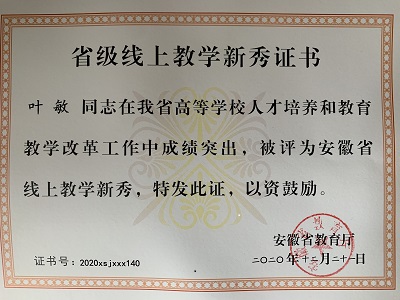 省级线上教学新秀证书
叶 敏 同志在我省高等学校人才培养和教育
教学改革工作中成绩突出，被评为安徽省
线上教学新秀，特发此证，以资鼓励。
安徽省教育厅
二〇二〇年十二月二十一日
证书号：2020xsjxxx140